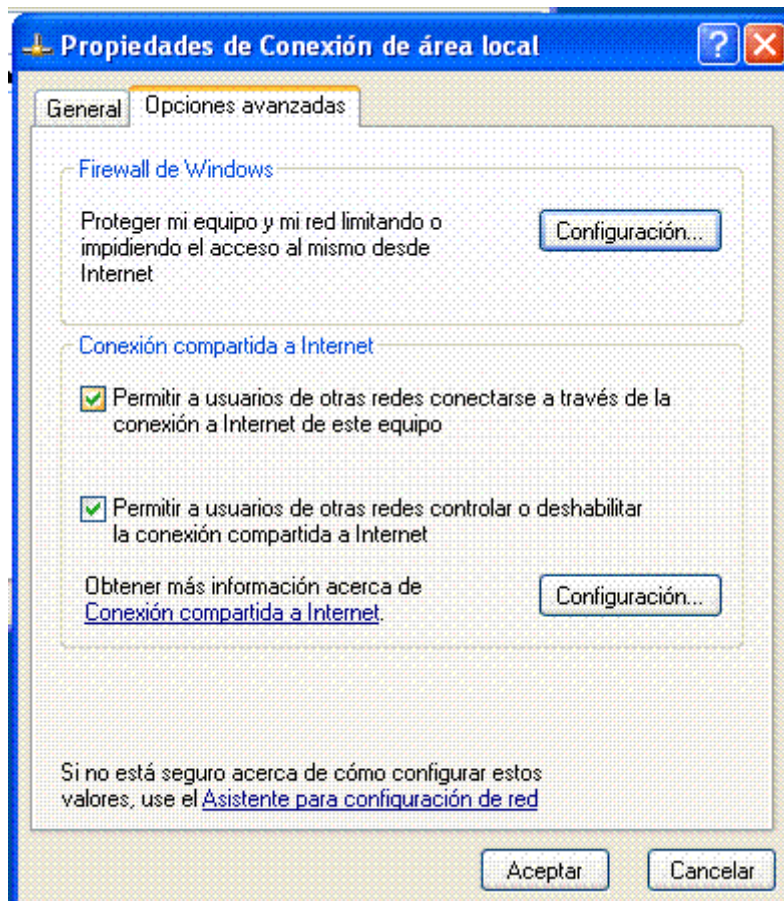 Propiedades de Conexión de área local
General
Opciones avanzadas
Firewall de Windows
Proteger mi equipo y mi red limitando o
impidiendo el acceso al mismo desde
Internet
Configuración...
Conexión compartida a Internet
Permitir a usuarios de otras redes conectarse a través de la
conexión a Internet de este equipo
Permitir a usuarios de otras redes controlar o deshabilitar
la conexión compartida a Internet
Obtener más información acerca de
Conexión compartida a Internet.
Configuración...
Si no está seguro acerca de cómo configurar estos
valores, use el Asistente para configuración de red
Aceptar
Cancelar